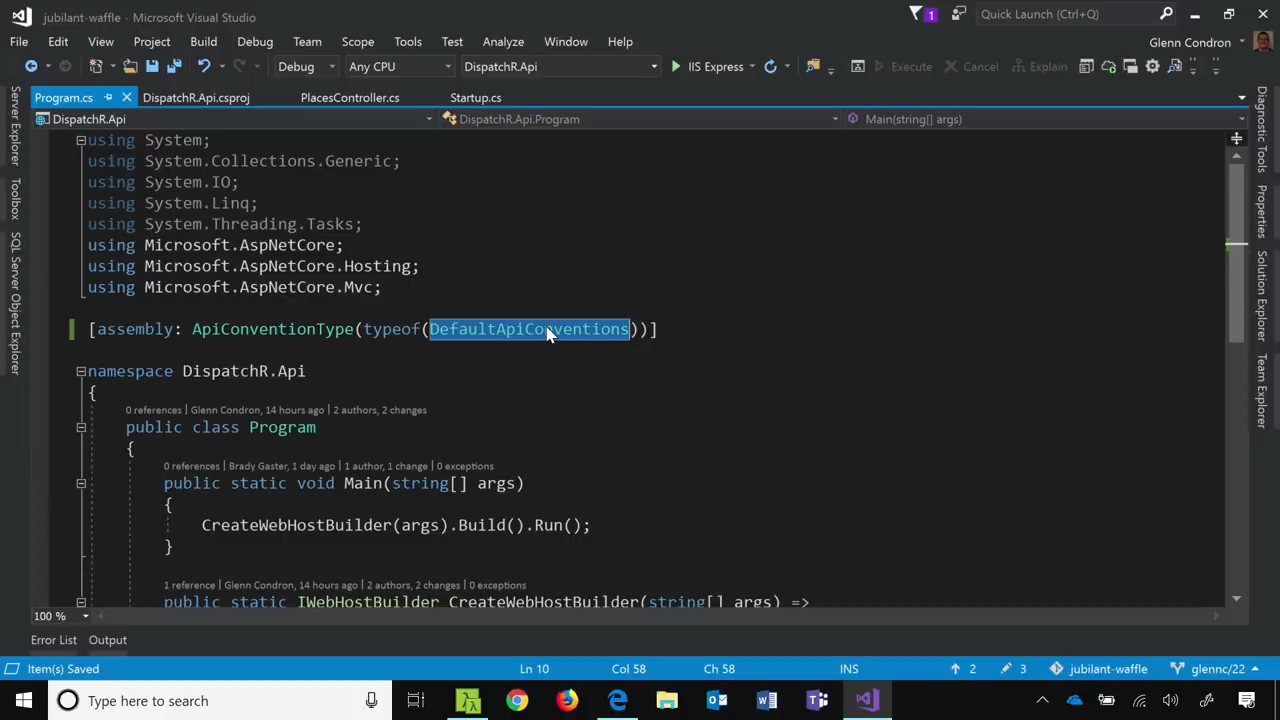 jubilant-waffle - Microsoft Visual Studio
1
Quick Launch (Ctrl+Q)
File Edit View Project Build Debug Team Scope Tools Test Analyze Window Help
Glenn Condron
Debug Any CPU DispatchR.Api IIS Express Execute Cancel Explain
Program.cs DispatchR.Api.csproj PlacesController.cs Startup.cs
DispatchR.Api DispatchR.Api.Program Main(string[] args)
Server Explorer
Toolbox
SQL Server Object Explorer
using System;
using System.Collections.Generic;
using System.IO;
using System.Linq;
using System.Threading.Tasks;
using Microsoft.AspNetCore;
using Microsoft.AspNetCore.Hosting;
using Microsoft.AspNetCore.Mvc;
[assembly: ApiConventionType(typeof(DefaultApiConventions))]
namespace DispatchR.Api
{
0 references | Glenn Condron, 14 hours ago | 2 authors, 2 changes
public class Program
{
0 references | Brady Gaster, 1 day ago | 1 author, 1 change | 0 exceptions
public static void Main(string[] args)
{
CreateWebHostBuilder(args).Build().Run();
}
1 reference | Glenn Condron, 14 hours ago | 2 authors, 2 changes | 0 exceptions
public static IWebHostBuilder CreateWebHostBuilder(string[] args) =>
Diagnostic Tools
Properties
Solution Explorer
Team Explorer
100 %
Error List Output
Item(s) Saved Ln 10 Col 58 Ch 58 INS 2 3 jubilant-waffle glennc/22
Type here to search